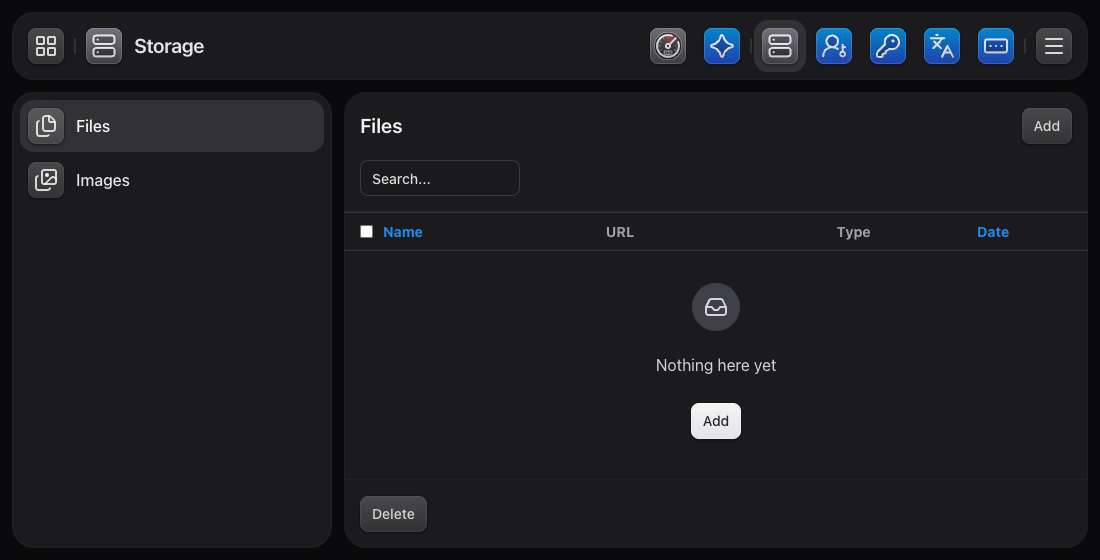 Storage
Files
Images
Files
Add
Search...
Name URL Type Date
Nothing here yet
Add
Delete